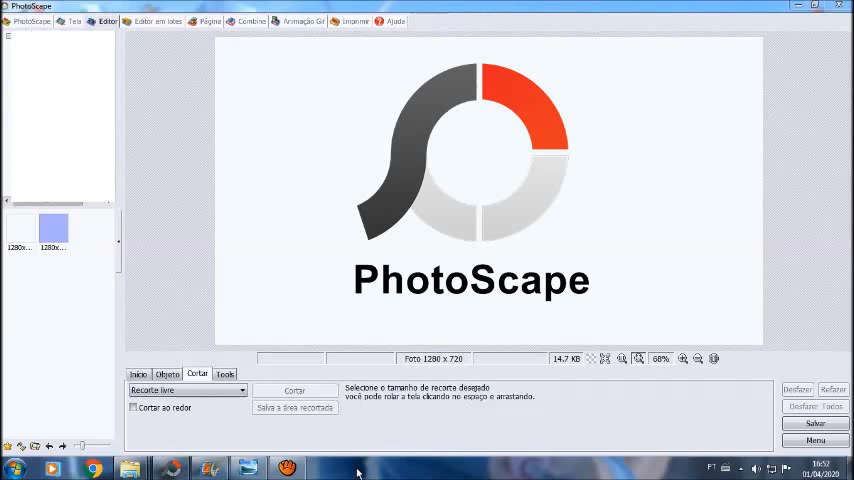 PhotoScape
PhotoScape
Tela
Editor
Editor em lotes
Página
Combine
Animação Gif
Imprimir
Ajuda
PhotoScape
1280x...
1280x...
Foto 1280 x 720
14.7 KB
68%
Início
Objeto
Cortar
Tools
Recorte livre
Cortar
Selecione o tamanho de recorte desejado
você pode rolar a tela clicando no espaço e arrastando.
Cortar ao redor
Salva a área recortada
Desfazer
Refazer
Desfazer Todos
Salvar
Menu
PT
16:52
01/04/2020